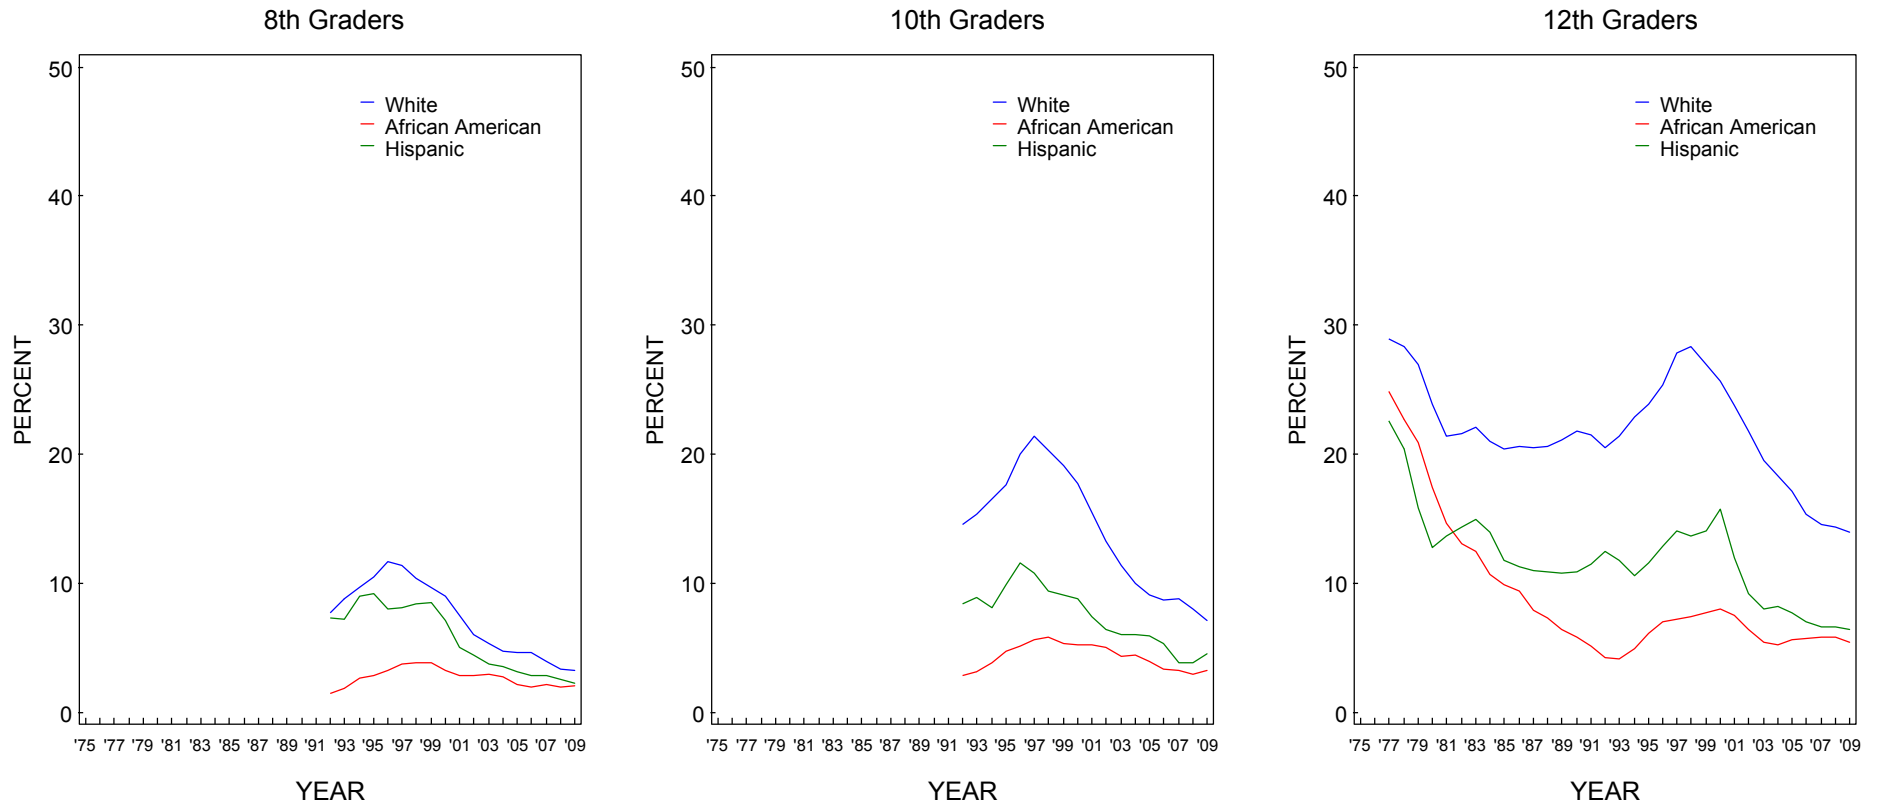 8th Graders
50
40
30
20
10
0
PERCENT
White
African American
Hispanic
'75 '77 '79 '81 '83 '85 '87 '89 '91 '93 '95 '97 '99 '01 '03 '05 '07 '09
YEAR
10th Graders
50
40
30
20
10
0
PERCENT
White
African American
Hispanic
'75 '77 '79 '81 '83 '85 '87 '89 '91 '93 '95 '97 '99 '01 '03 '05 '07 '09
YEAR
12th Graders
50
40
30
20
10
0
PERCENT
White
African American
Hispanic
'75 '77 '79 '81 '83 '85 '87 '89 '91 '93 '95 '97 '99 '01 '03 '05 '07 '09
YEAR